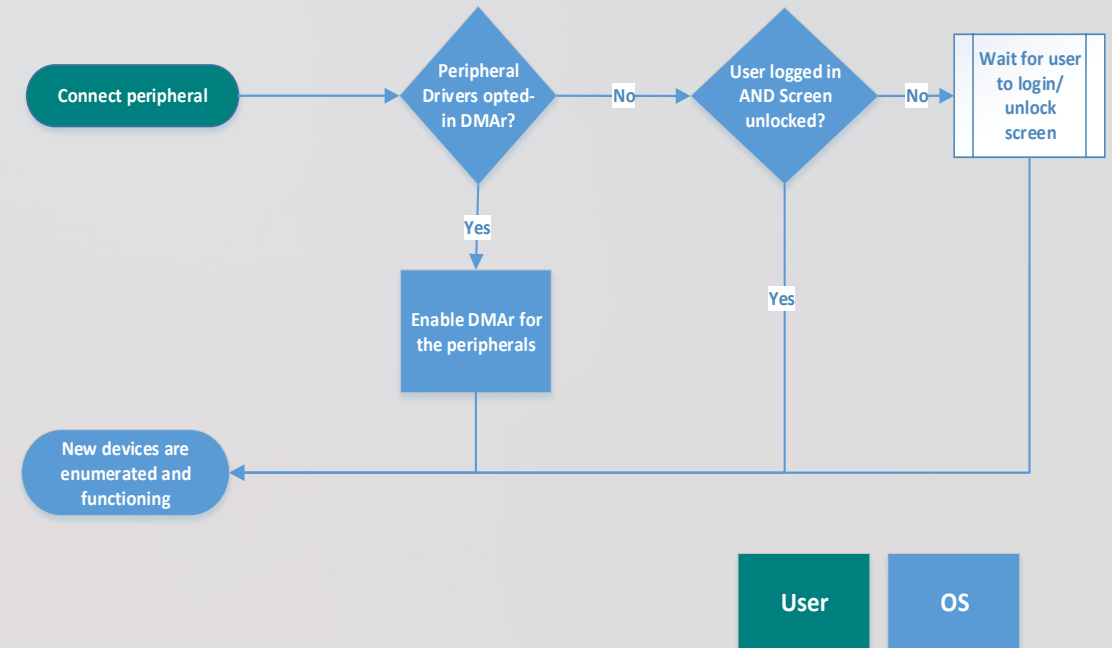 Connect peripheral
Peripheral
Drivers opted-
in DMAr?
No
User logged in
AND Screen
unlocked?
No
Wait for user
to login/
unlock
screen
Yes
Enable DMAr for
the peripherals
Yes
New devices are
enumerated and
functioning
User
OS